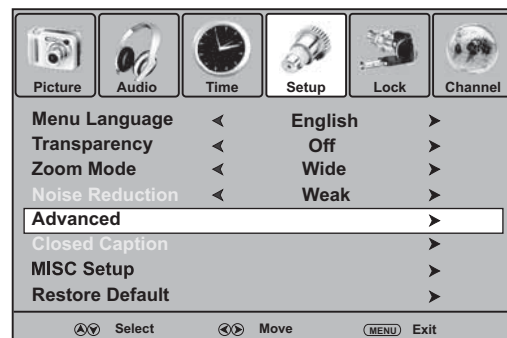 Picture Audio Time Setup Lock Channel
Menu Language English
Transparency Off
Zoom Mode Wide
Noise Reduction Weak
Advanced
Closed Caption
MISC Setup
Restore Default
Select Move MENU Exit